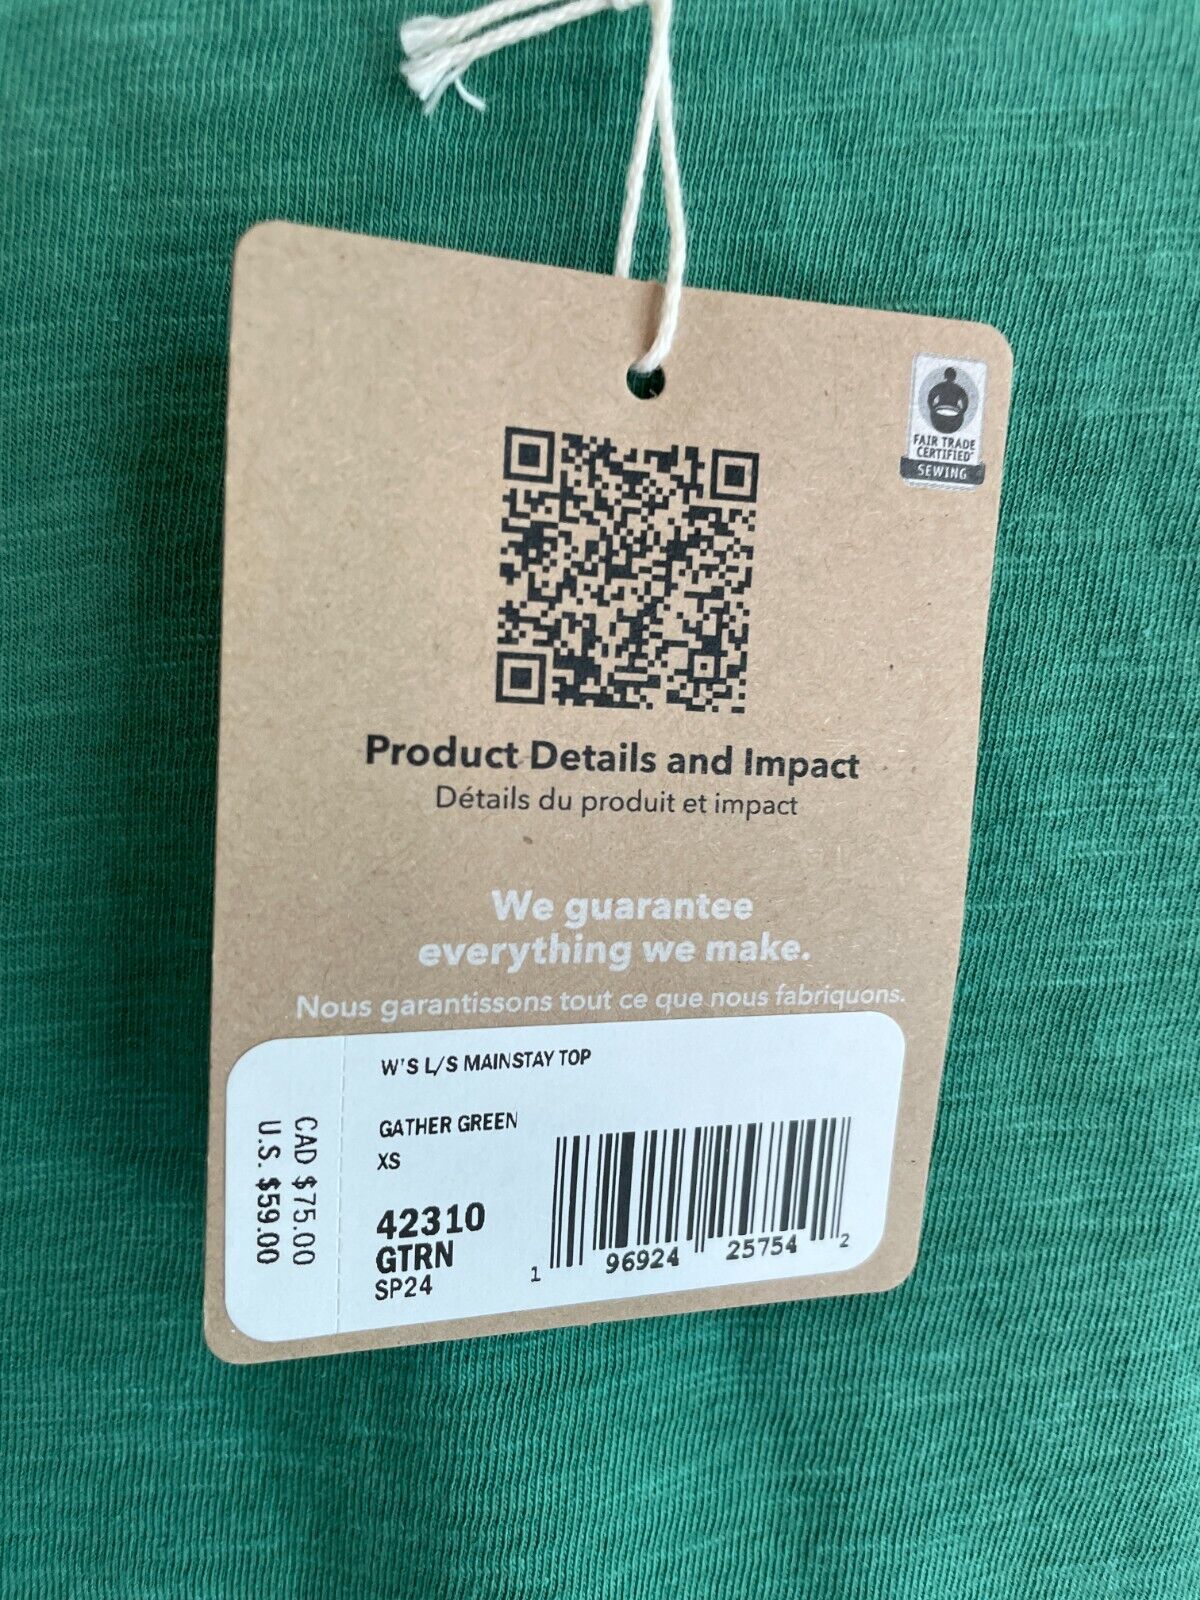 FAIR TRADE
CERTIFIED
SEWING
Product Details and Impact
Détails du produit et impact
We guarantee
everything we make.
Nous garantissons tout ce que nous fabriquons.
W'S L/S MAINSTAY TOP
GATHER GREEN
XS
42310
GTRN
SP24
CAD $75.00
U.S. $59.00
1 96924 25754 2